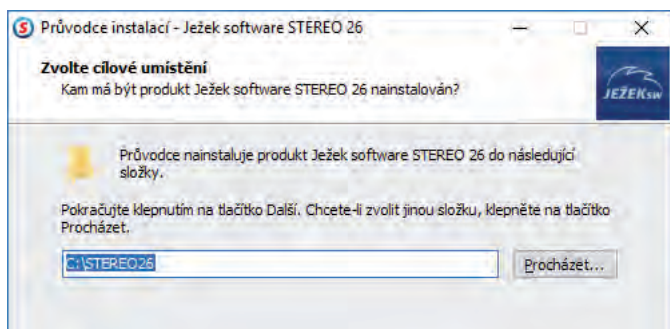 Průvodce instalací - Ježek software STEREO 26
Zvolte cílové umístění
Kam má být produkt Ježek software STEREO 26 nainstalován?
JEŽEKsw
Průvodce nainstaluje produkt Ježek software STEREO 26 do následující
složky.
Pokračujte klepnutím na tlačítko Další. Chcete-li zvolit jinou složku, klepněte na tlačítko
Procházet.
C:\STEREO26
Procházet...